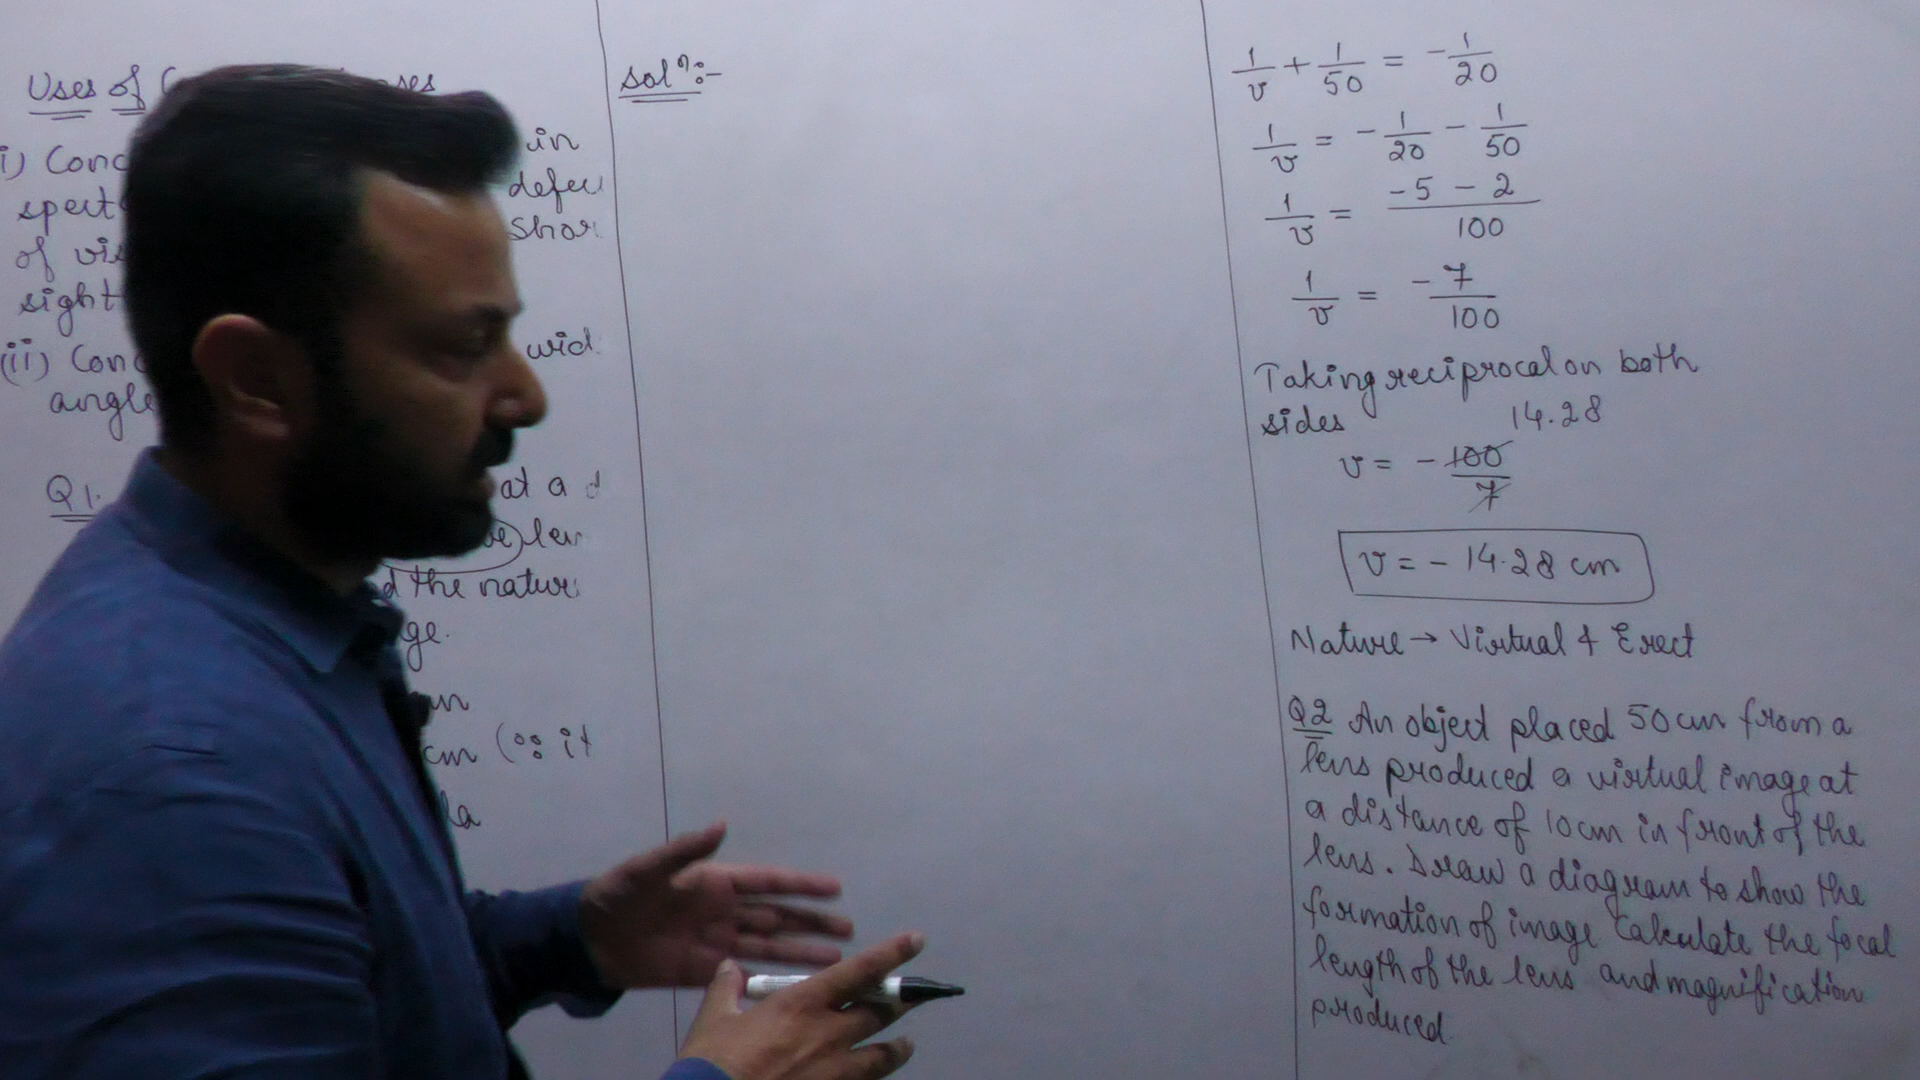 Uses of
in
i) Conc
defec
spect
Shor
of vis
sight
(ii) Conc
wid
angle
Q1.
at a d
len
d the natur
ge.
cm (∵ it
la
Solⁿ:-
1/v + 1/50 = - 1/20
1/v = - 1/20 - 1/50
1/v = -5 - 2 / 100
1/v = - 7/100
Taking reciprocal on both
sides 14.28
v = - 100/7
v = - 14.28 cm
Nature → Virtual & Erect
Q2 An object placed 50cm from a
lens produced a virtual image at
a distance of 10cm in front of the
lens. Draw a diagram to show the
formation of image Calculate the focal
length of the lens and magnification
produced